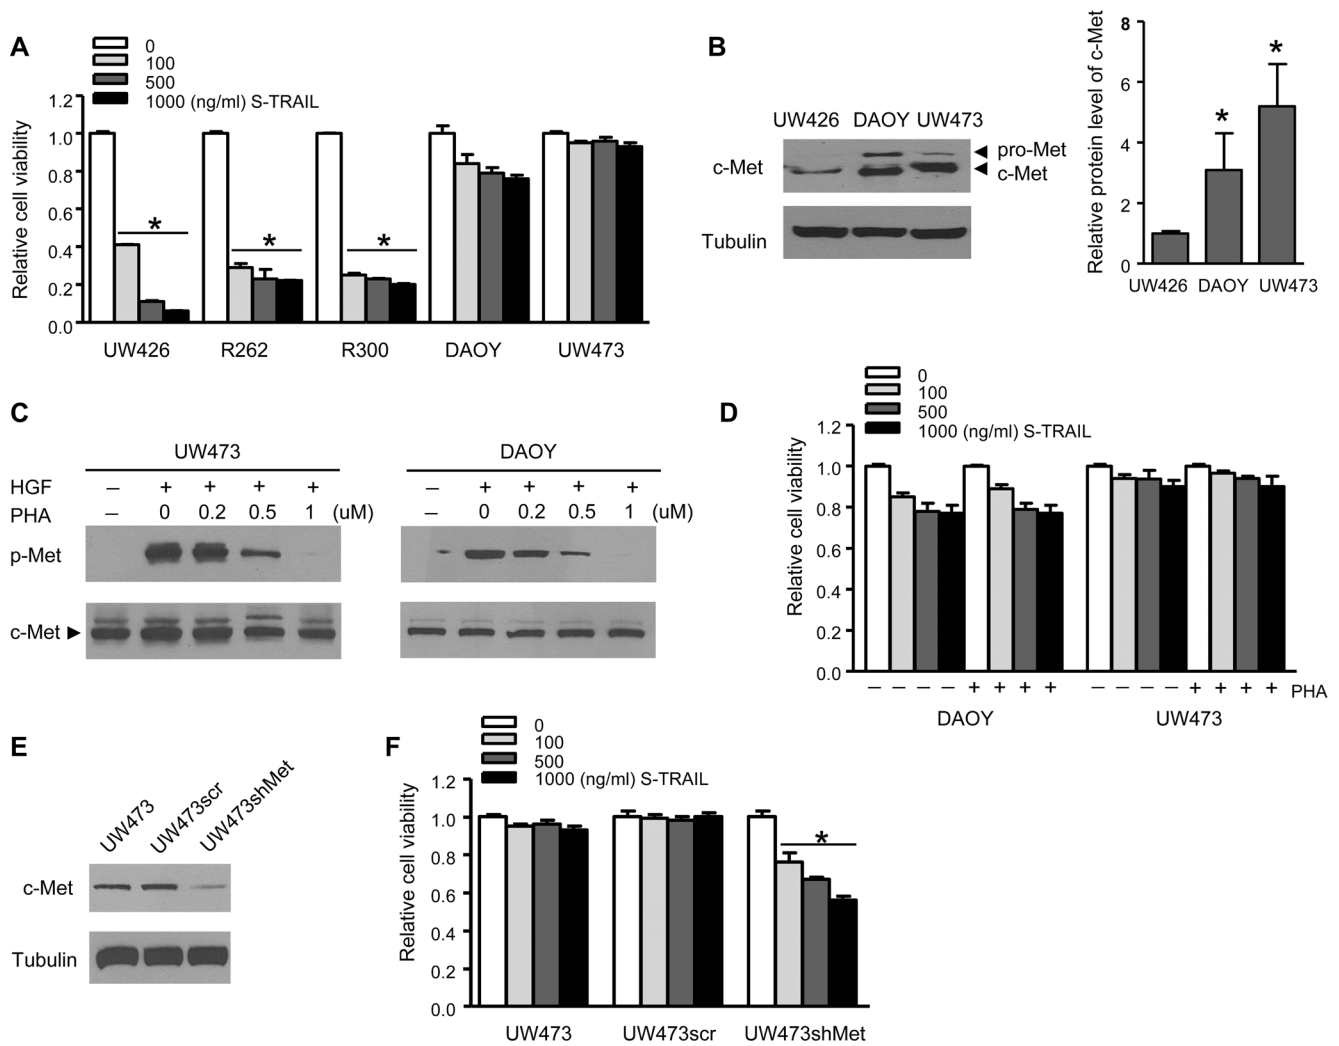 A
0
100
500
1000 (ng/ml) S-TRAIL
Relative cell viability
1.2
1.0
0.8
0.6
0.4
0.2
0.0
*
*
*
UW426 R262 R300 DAOY UW473
B
UW426 DAOY UW473
c-Met
pro-Met
c-Met
Tubulin
Relative protein level of c-Met
8
6
4
2
0
*
*
UW426 DAOY UW473
C
UW473 DAOY
HGF – + + + + – + + + +
PHA – 0 0.2 0.5 1 (uM) – 0 0.2 0.5 1 (uM)
p-Met
c-Met
D
0
100
500
1000 (ng/ml) S-TRAIL
Relative cell viability
1.2
1.0
0.8
0.6
0.4
0.2
0.0
– – – – + + + + – – – – + + + + PHA
DAOY UW473
E
UW473
UW473scr
UW473shMet
c-Met
Tubulin
F
0
100
500
1000 (ng/ml) S-TRAIL
Relative cell viability
1.2
1.0
0.8
0.6
0.4
0.2
0.0
*
UW473 UW473scr UW473shMet